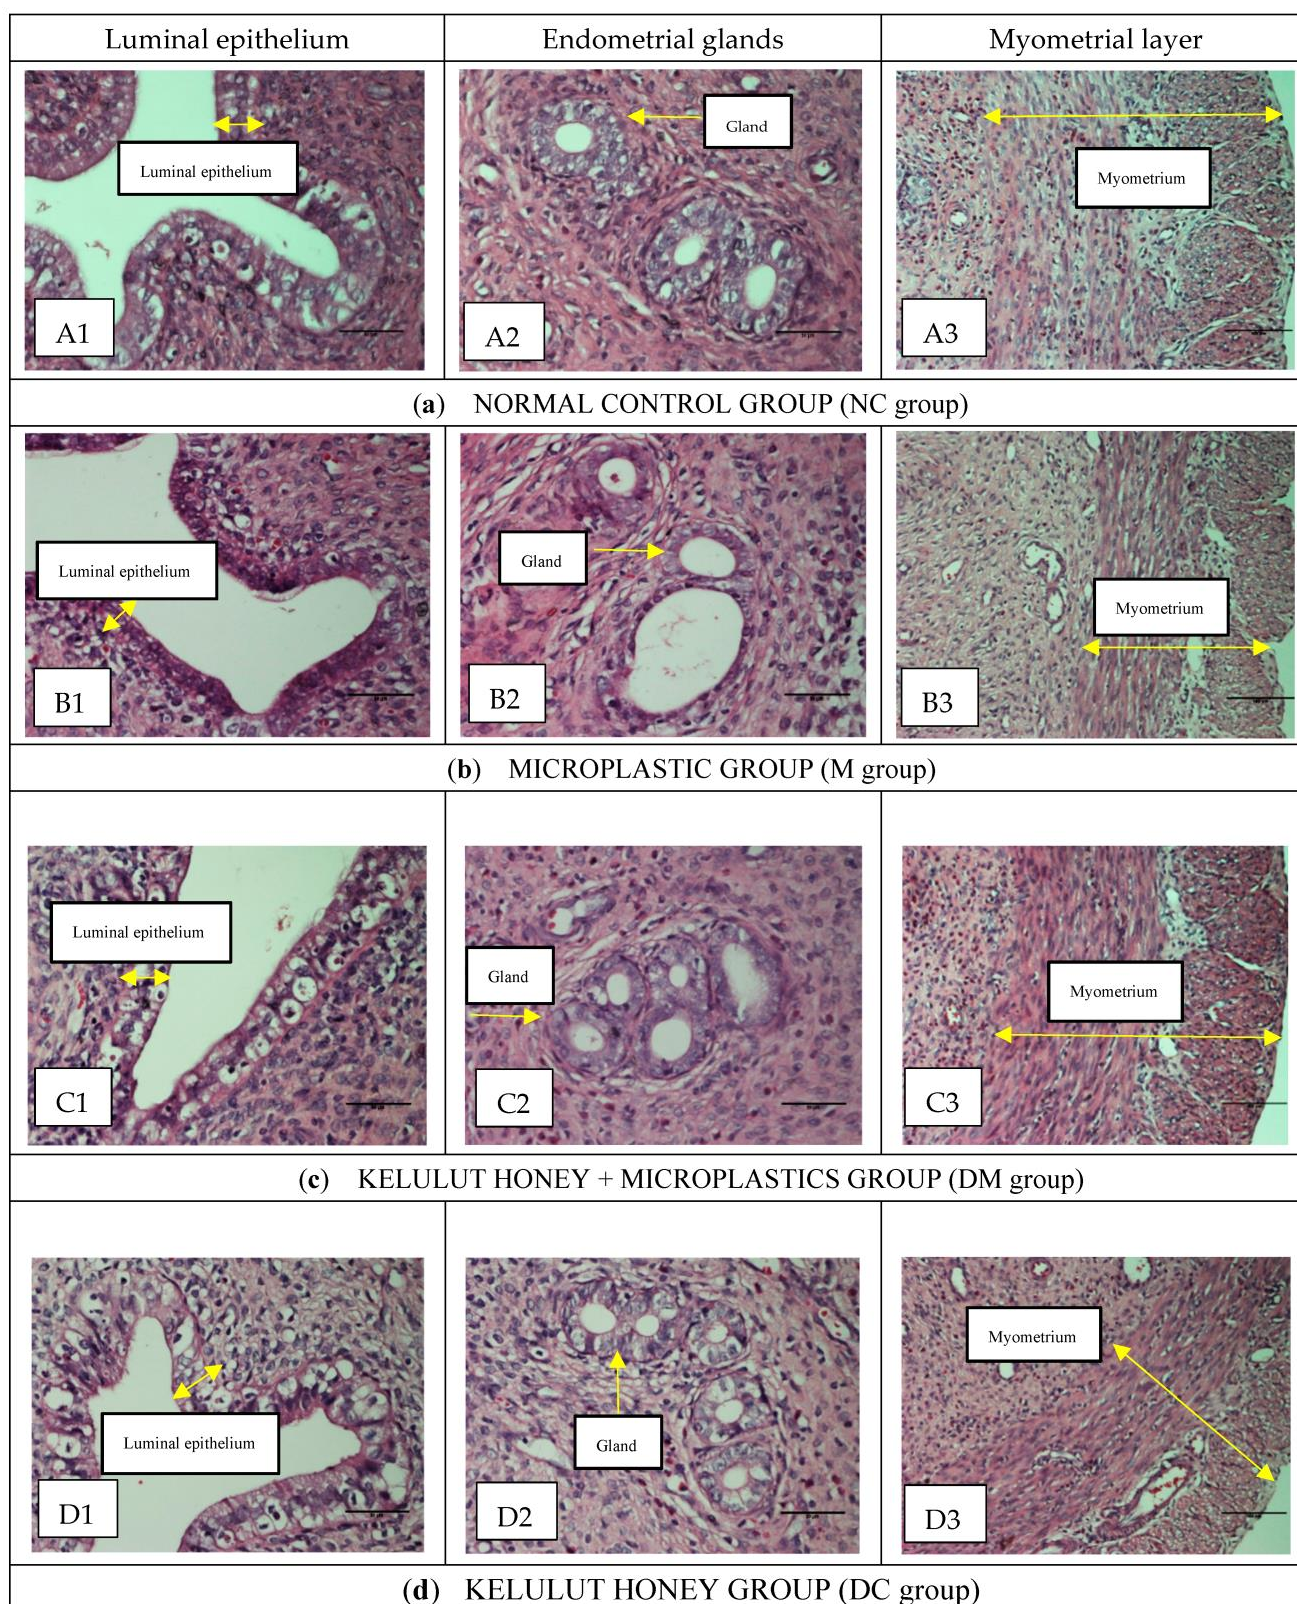 Luminal epithelium
Endometrial glands
Myometrial layer
Luminal epithelium
A1
Gland
A2
Myometrium
A3
(a) NORMAL CONTROL GROUP (NC group)
Luminal epithelium
B1
Gland
B2
Myometrium
B3
(b) MICROPLASTIC GROUP (M group)
Luminal epithelium
C1
Gland
C2
Myometrium
C3
(c) KELULUT HONEY + MICROPLASTICS GROUP (DM group)
Luminal epithelium
D1
Gland
D2
Myometrium
D3
(d) KELULUT HONEY GROUP (DC group)